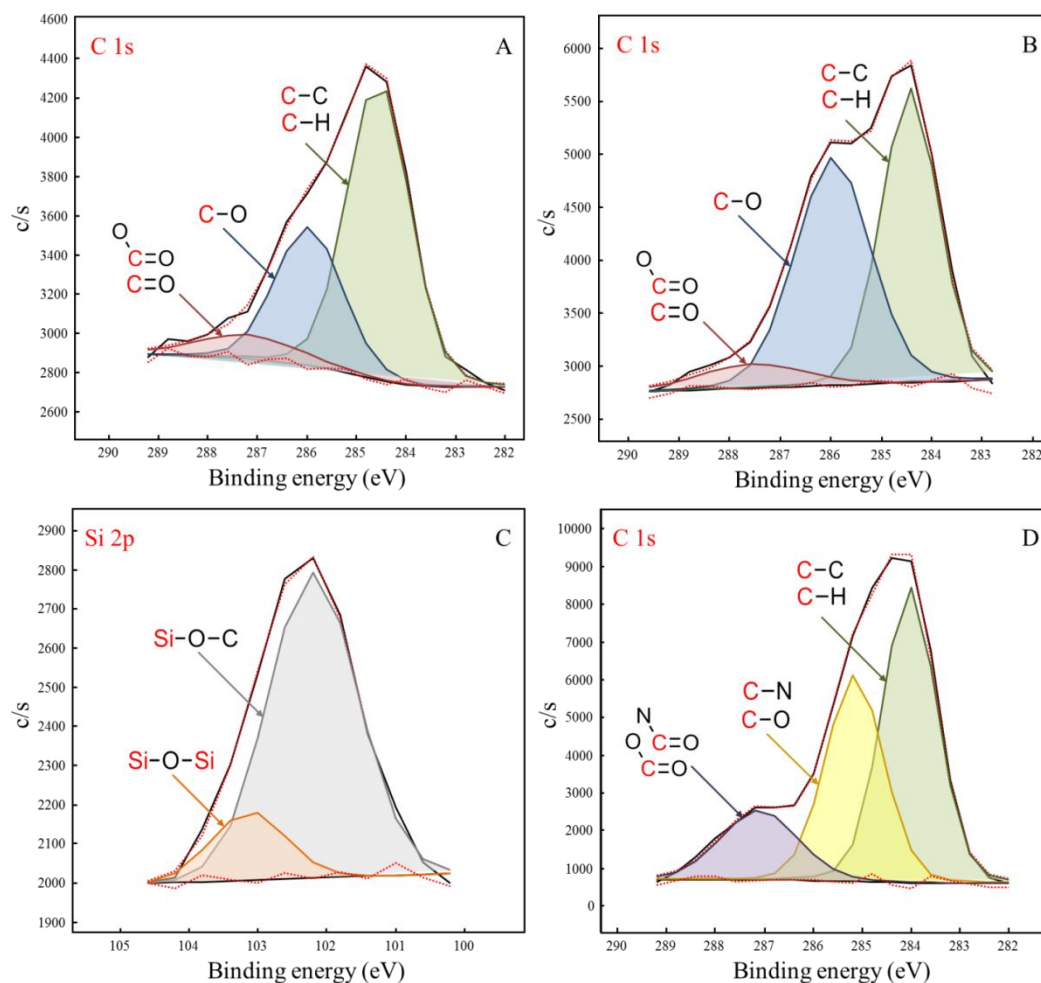 C 1s
A
C-C
C-H
C-O
O
C=O
C=O
4600
4400
4200
4000
3800
3600
3400
3200
3000
2800
2600
c/s
290 289 288 287 286 285 284 283 282
Binding energy (eV)
C 1s
B
C-C
C-H
C-O
O
C=O
C=O
6000
5500
5000
4500
4000
3500
3000
2500
c/s
290 289 288 287 286 285 284 283 282
Binding energy (eV)
Si 2p
C
Si-O-C
Si-O-Si
2900
2800
2700
2600
2500
2400
2300
2200
2100
2000
1900
c/s
105 104 103 102 101 100
Binding energy (eV)
C 1s
D
C-C
C-H
C-N
C-O
N
C=O
O
C=O
10000
9000
8000
7000
6000
5000
4000
3000
2000
1000
0
c/s
290 289 288 287 286 285 284 283 282
Binding energy (eV)